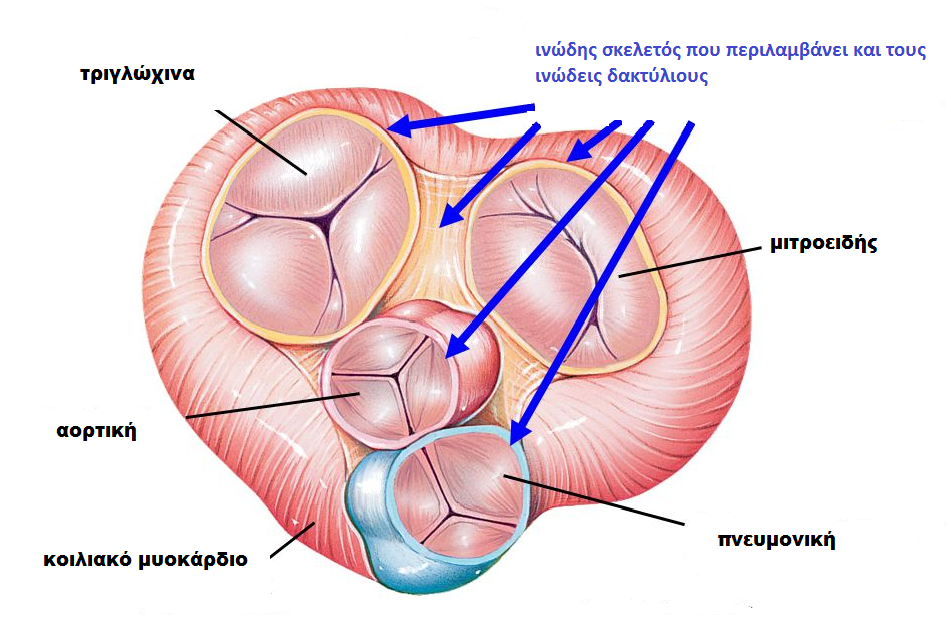 ινώδης σκελετός που περιλαμβάνει και τους
ινώδεις δακτύλιους
τριγλώχινα
μιτροειδής
αορτική
πνευμονική
κοιλιακό μυοκάρδιο